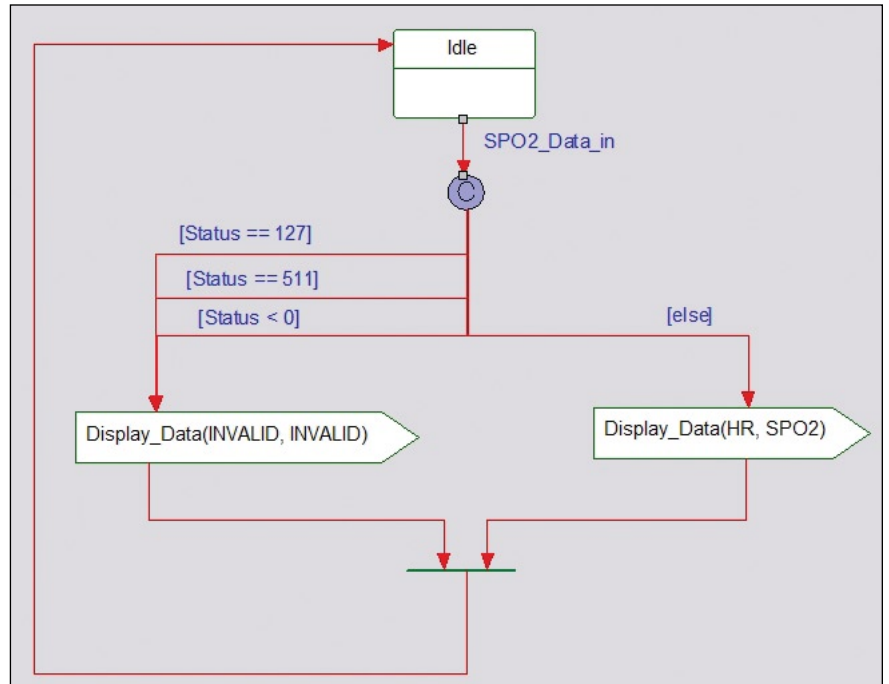 Idle
SPO2_Data_in
C
[Status == 127]
[Status == 511]
[Status < 0]
[else]
Display_Data(INVALID, INVALID)
Display_Data(HR, SPO2)